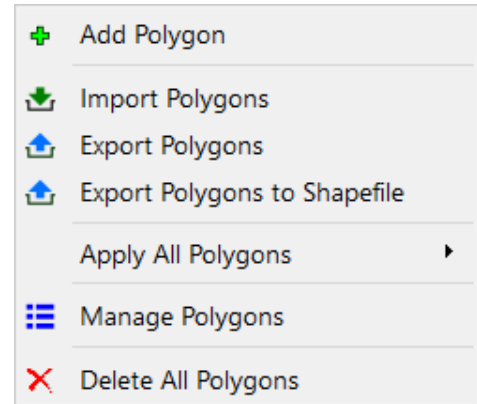 Add Polygon
Import Polygons
Export Polygons
Export Polygons to Shapefile
Apply All Polygons
Manage Polygons
Delete All Polygons